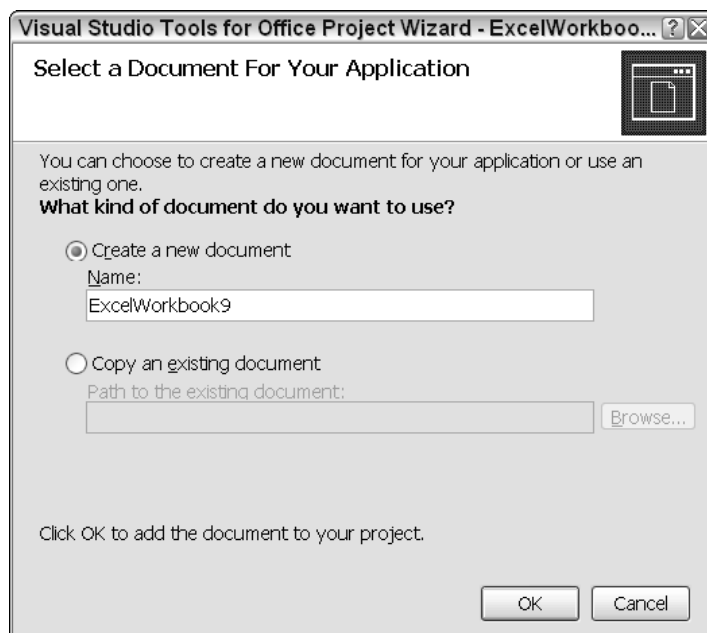 Visual Studio Tools for Office Project Wizard - ExcelWorkboo...
Select a Document For Your Application
You can choose to create a new document for your application or use an
existing one.
What kind of document do you want to use?
Create a new document
Name:
ExcelWorkbook9
Copy an existing document
Path to the existing document:
Browse...
Click OK to add the document to your project.
OK
Cancel